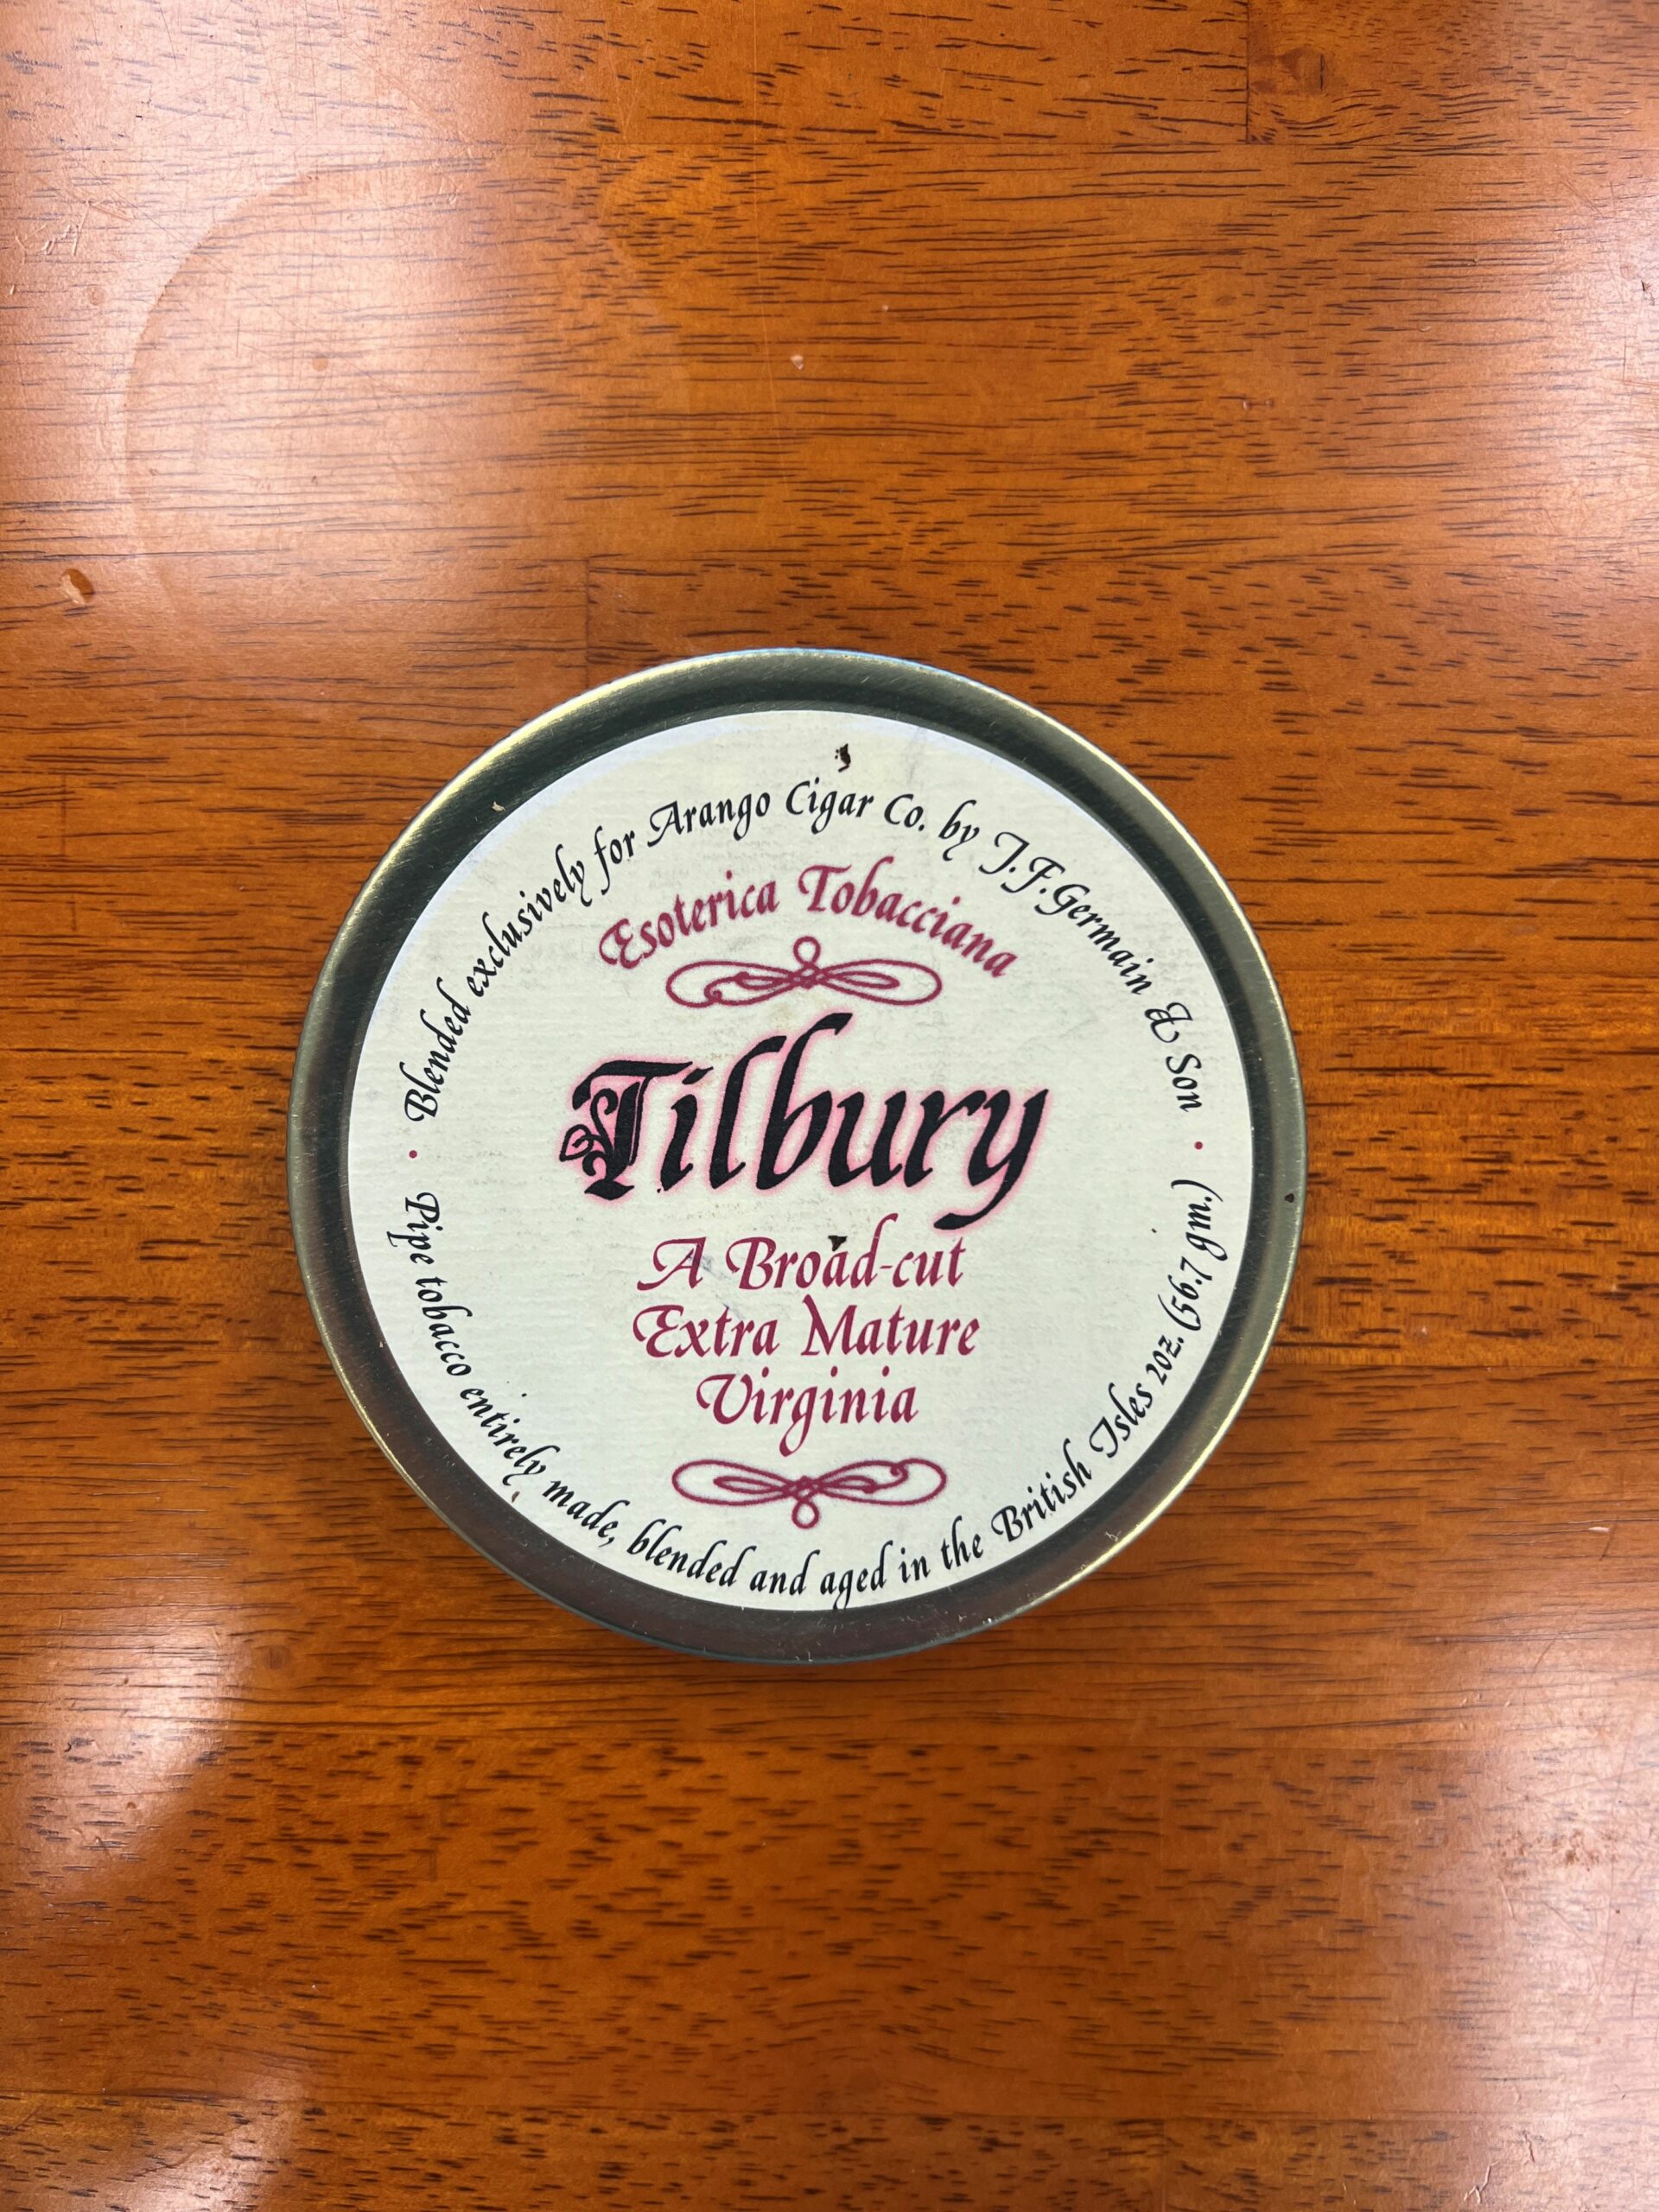 Blended exclusively for Arango Cigar Co. by J.F.Germain & Son
Esoterica Tobacciana
Tilbury
A Broad-cut
Extra Mature
Virginia
Pipe tobacco entirely made, blended and aged in the British Isles 2oz. (56.7 gm.)